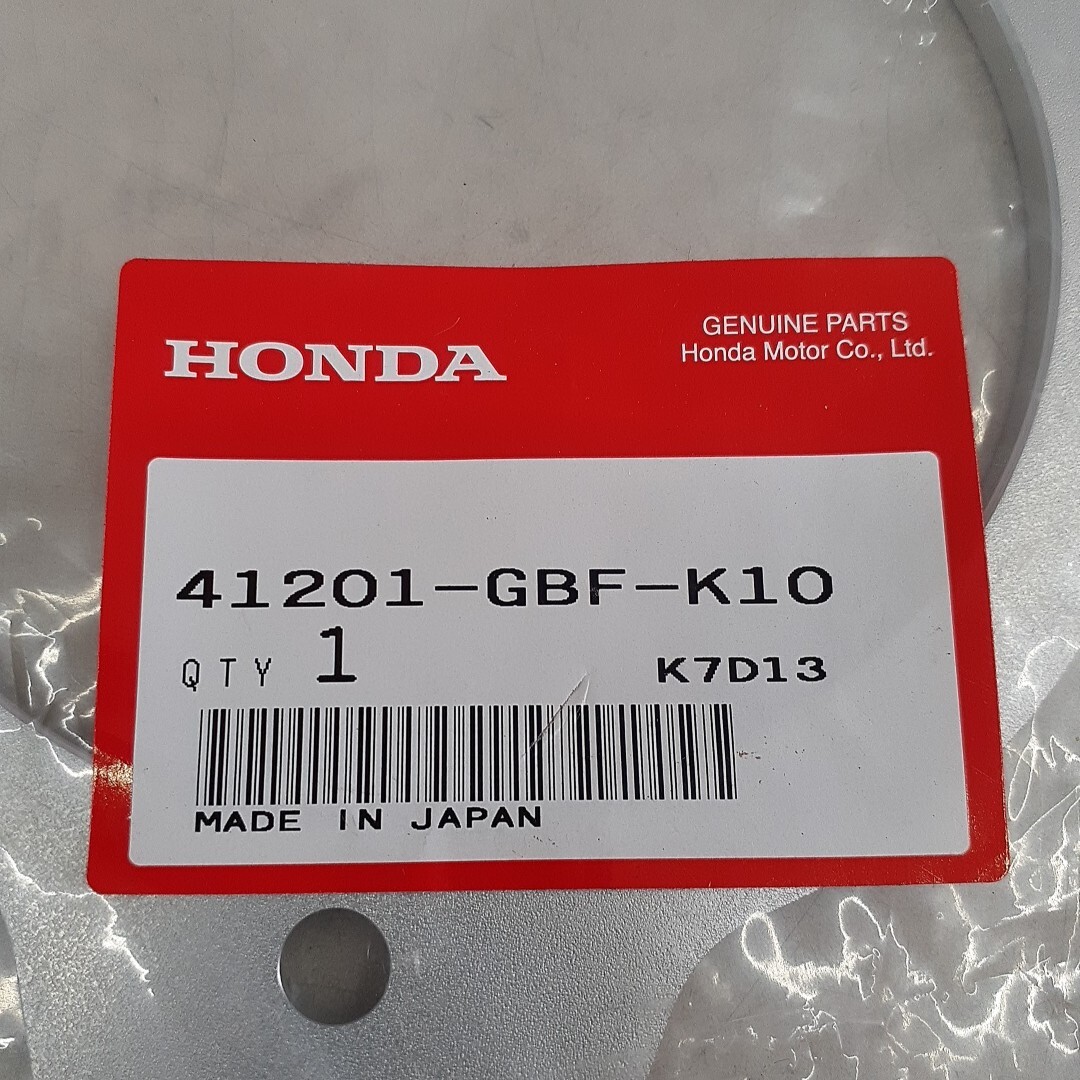 HONDA
GENUINE PARTS
Honda Motor Co., Ltd.
41201-GBF-K10
QTY 1 K7D13
MADE IN JAPAN